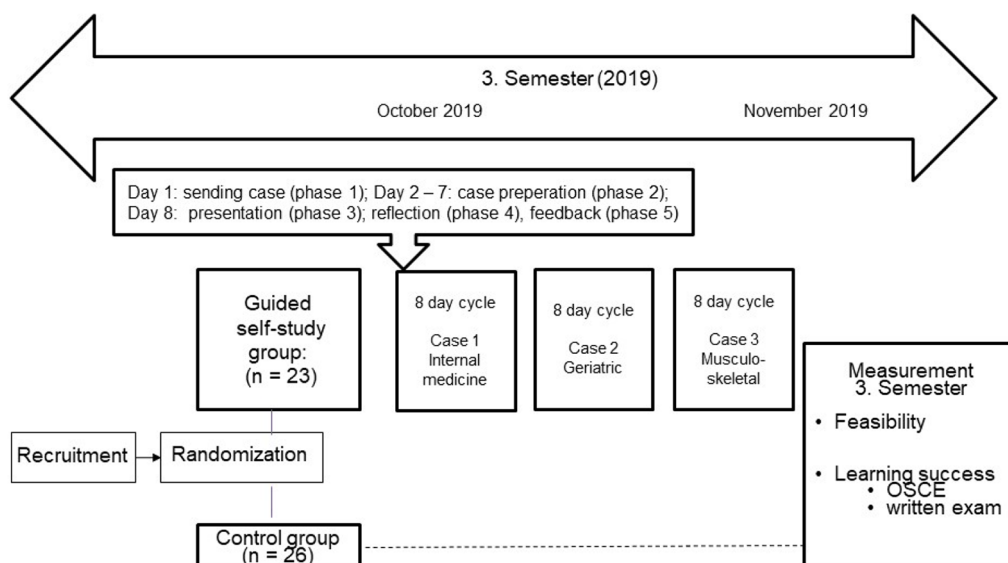 3. Semester (2019)
October 2019
November 2019
Day 1: sending case (phase 1); Day 2 – 7: case preperation (phase 2);
Day 8: presentation (phase 3); reflection (phase 4), feedback (phase 5)
Guided
self-study
group:
(n = 23)
8 day cycle
Case 1
Internal
medicine
8 day cycle
Case 2
Geriatric
8 day cycle
Case 3
Musculo-
skeletal
Measurement
3. Semester
• Feasibility
• Learning success
• OSCE
• written exam
Recruitment
Randomization
Control group
(n = 26)